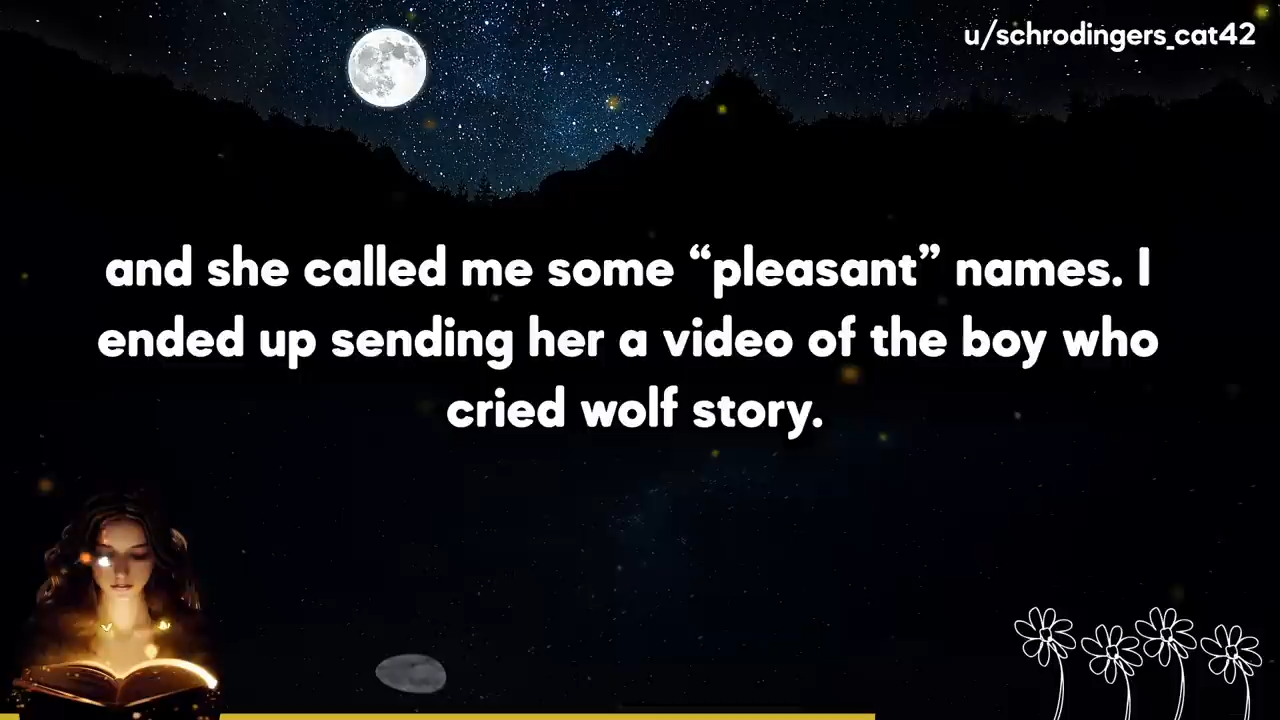 u/schrodingers_cat42
and she called me some “pleasant” names. I
ended up sending her a video of the boy who
cried wolf story.